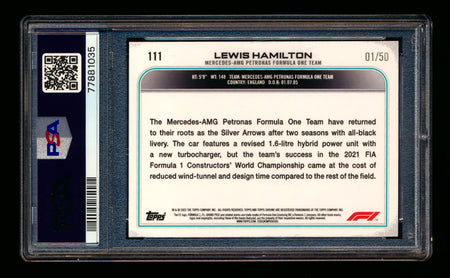 77881035
PSA
111
LEWIS HAMILTON
01/50
MERCEDES-AMG PETRONAS FORMULA ONE TEAM
HT: 5'9" WT: 148 TEAM: MERCEDES-AMG PETRONAS FORMULA ONE TEAM
COUNTRY: ENGLAND D.O.B: 01.07.85
The Mercedes-AMG Petronas Formula One Team have returned
to their roots as the Silver Arrows after two seasons with all-black
livery. The car features a revised 1.6-litre hybrid power unit with
a new turbocharger, but the team's success in the 2021 FIA
Formula 1 Constructors' World Championship came at the cost of
reduced wind-tunnel and design time compared to the rest of the field.
Topps
F1